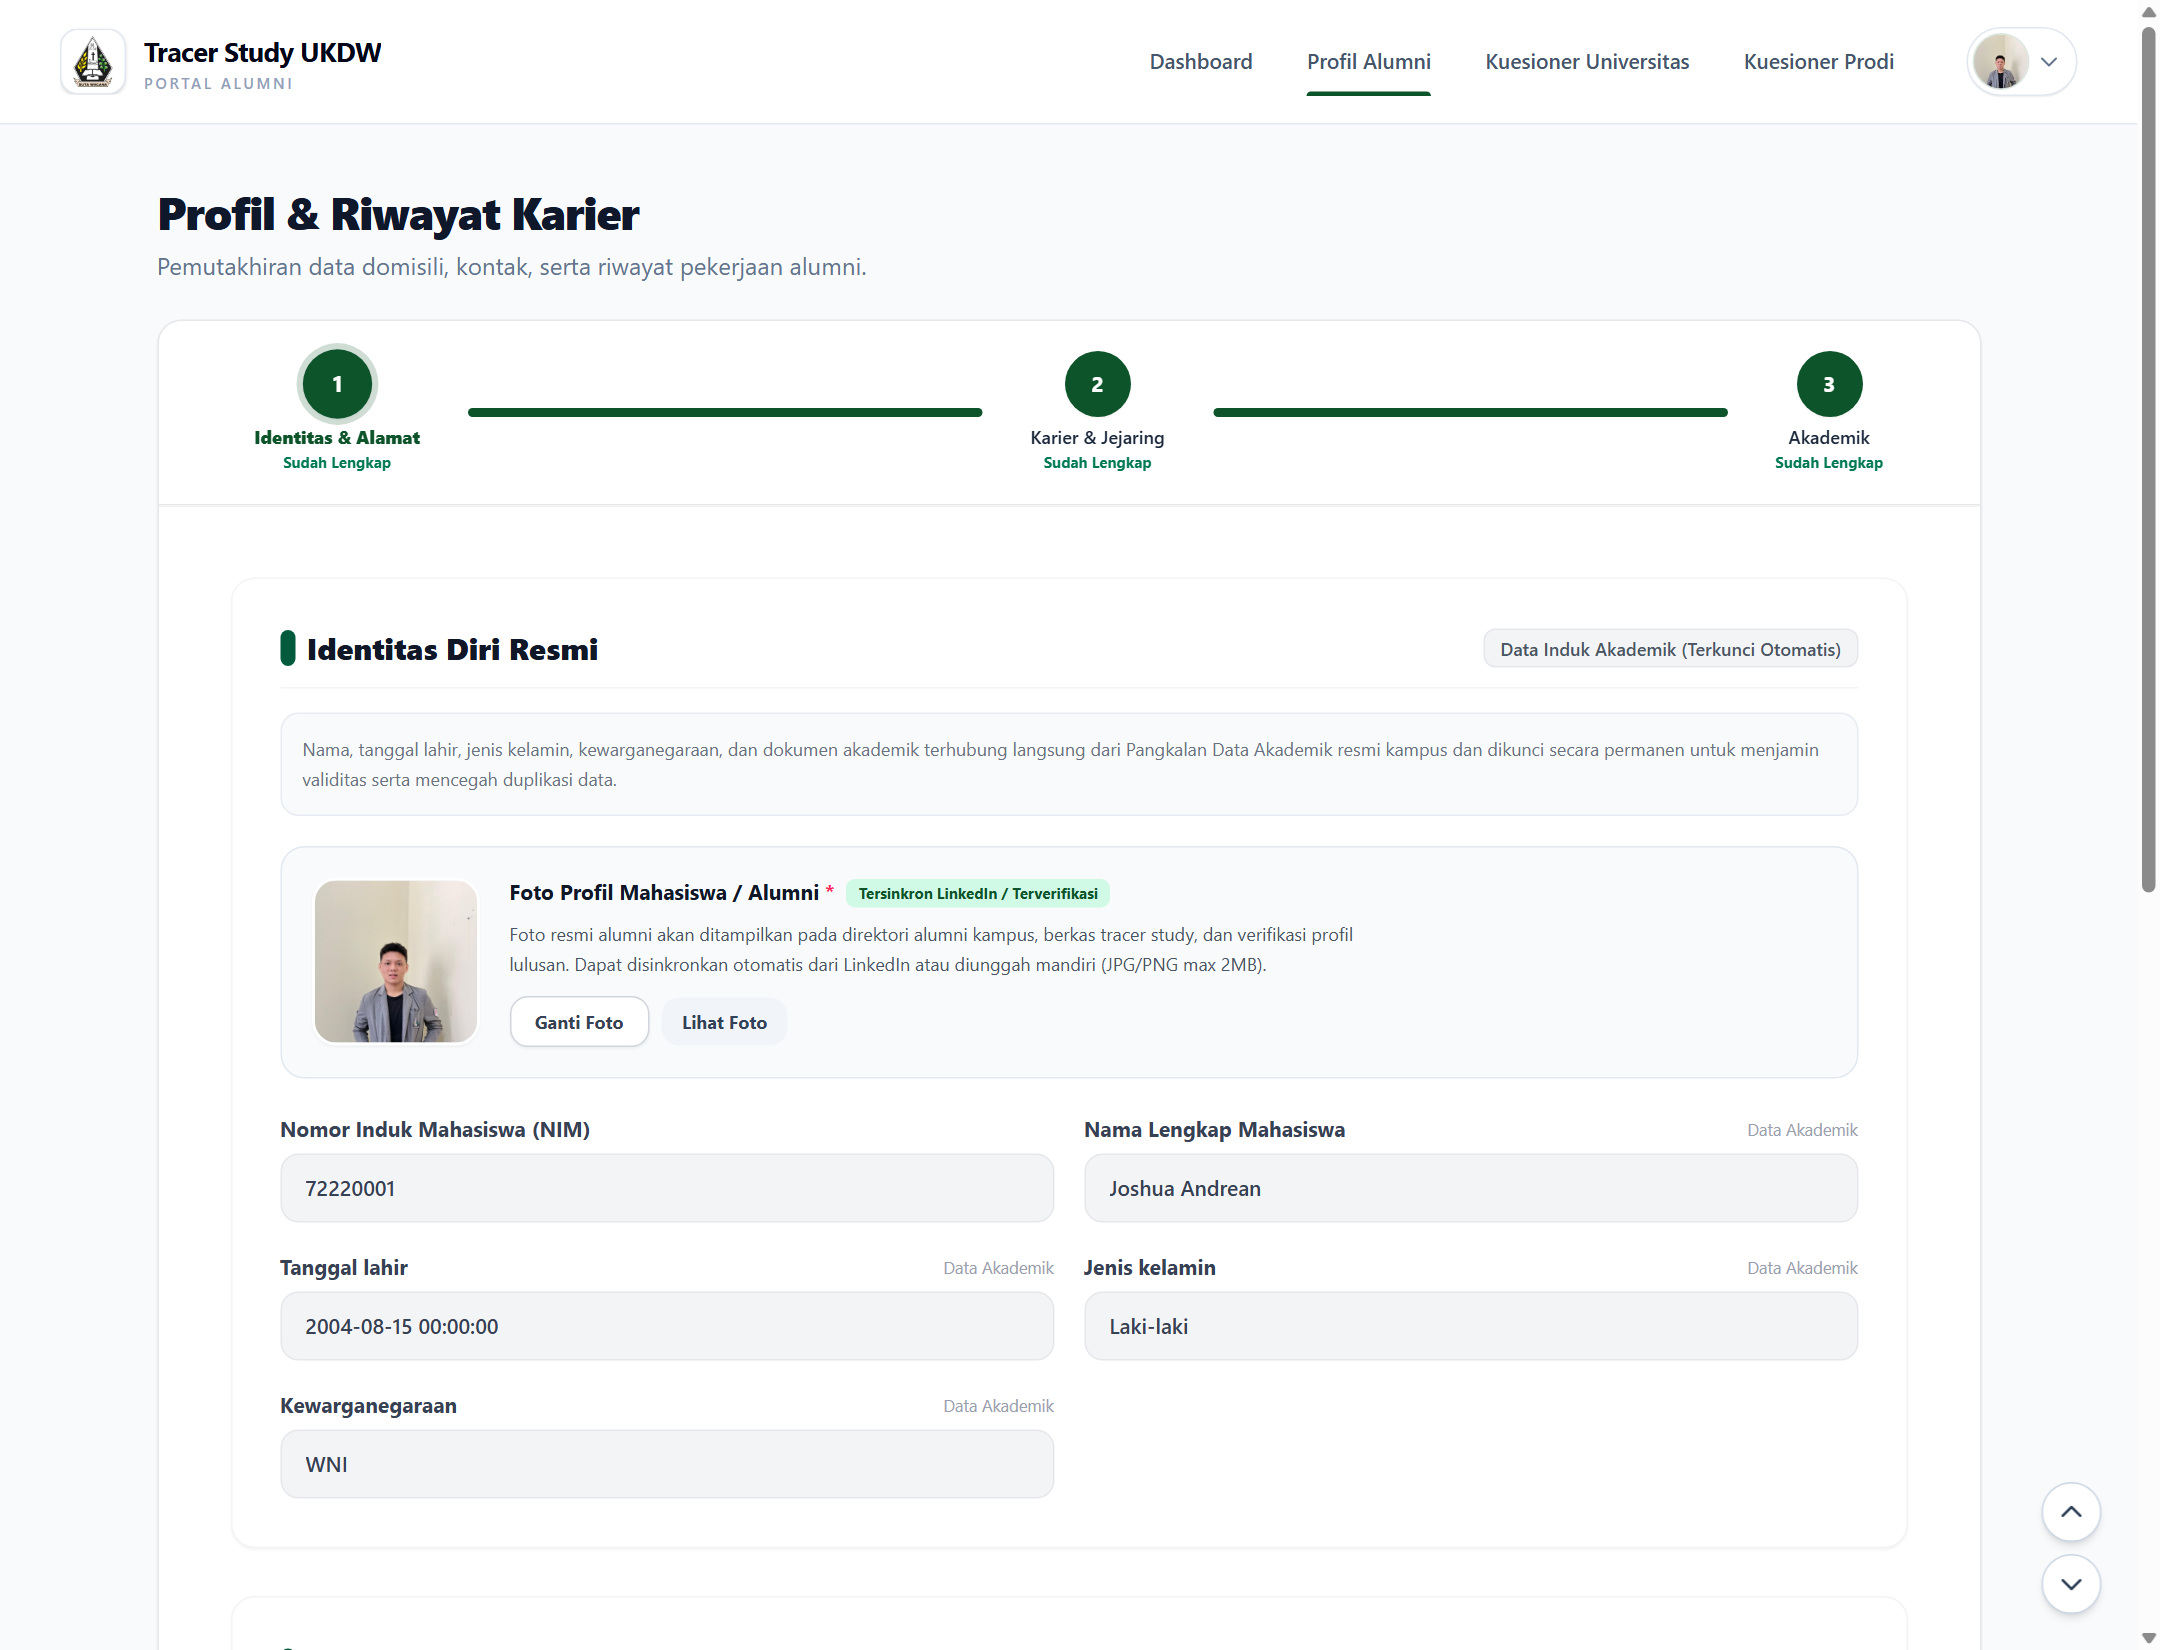 Tracer Study UKDW
PORTAL ALUMNI
Dashboard
Profil Alumni
Kuesioner Universitas
Kuesioner Prodi
Profil & Riwayat Karier
Pemutakhiran data domisili, kontak, serta riwayat pekerjaan alumni.
1
Identitas & Alamat
Sudah Lengkap
2
Karier & Jejaring
Sudah Lengkap
3
Akademik
Sudah Lengkap
Identitas Diri Resmi
Data Induk Akademik (Terkunci Otomatis)
Nama, tanggal lahir, jenis kelamin, kewarganegaraan, dan dokumen akademik terhubung langsung dari Pangkalan Data Akademik resmi kampus dan dikunci secara permanen untuk menjamin
validitas serta mencegah duplikasi data.
Foto Profil Mahasiswa / Alumni *
Tersinkron LinkedIn / Terverifikasi
Foto resmi alumni akan ditampilkan pada direktori alumni kampus, berkas tracer study, dan verifikasi profil
lulusan. Dapat disinkronkan otomatis dari LinkedIn atau diunggah mandiri (JPG/PNG max 2MB).
Ganti Foto
Lihat Foto
Nomor Induk Mahasiswa (NIM)
72220001
Nama Lengkap Mahasiswa
Data Akademik
Joshua Andrean
Tanggal lahir
Data Akademik
2004-08-15 00:00:00
Jenis kelamin
Data Akademik
Laki-laki
Kewarganegaraan
Data Akademik
WNI